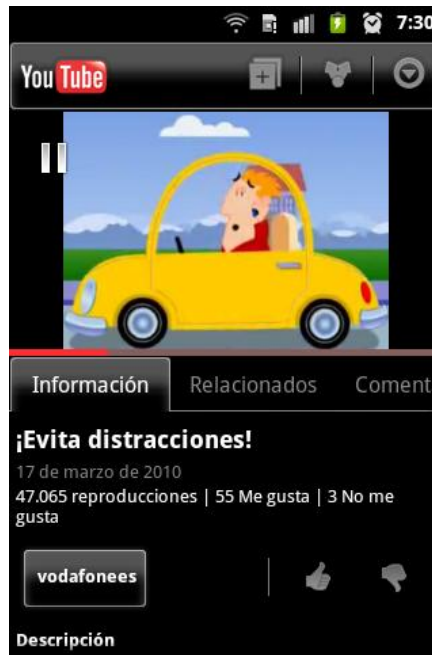 7:30
YouTube
Información Relacionados Coment
¡Evita distracciones!
17 de marzo de 2010
47.065 reproducciones | 55 Me gusta | 3 No me
gusta
vodafonees
Descripción